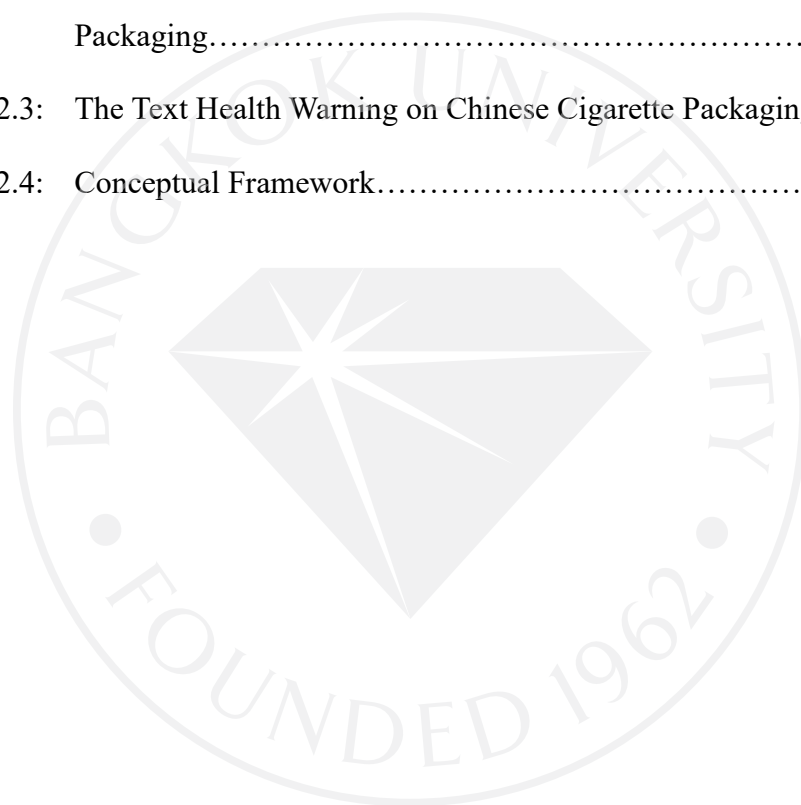 Packaging……………………………………………………
2.3: The Text Health Warning on Chinese Cigarette Packagin
2.4: Conceptual Framework……………………………………
BANGKOK UNIVERSITY
• FOUNDED 1962 •